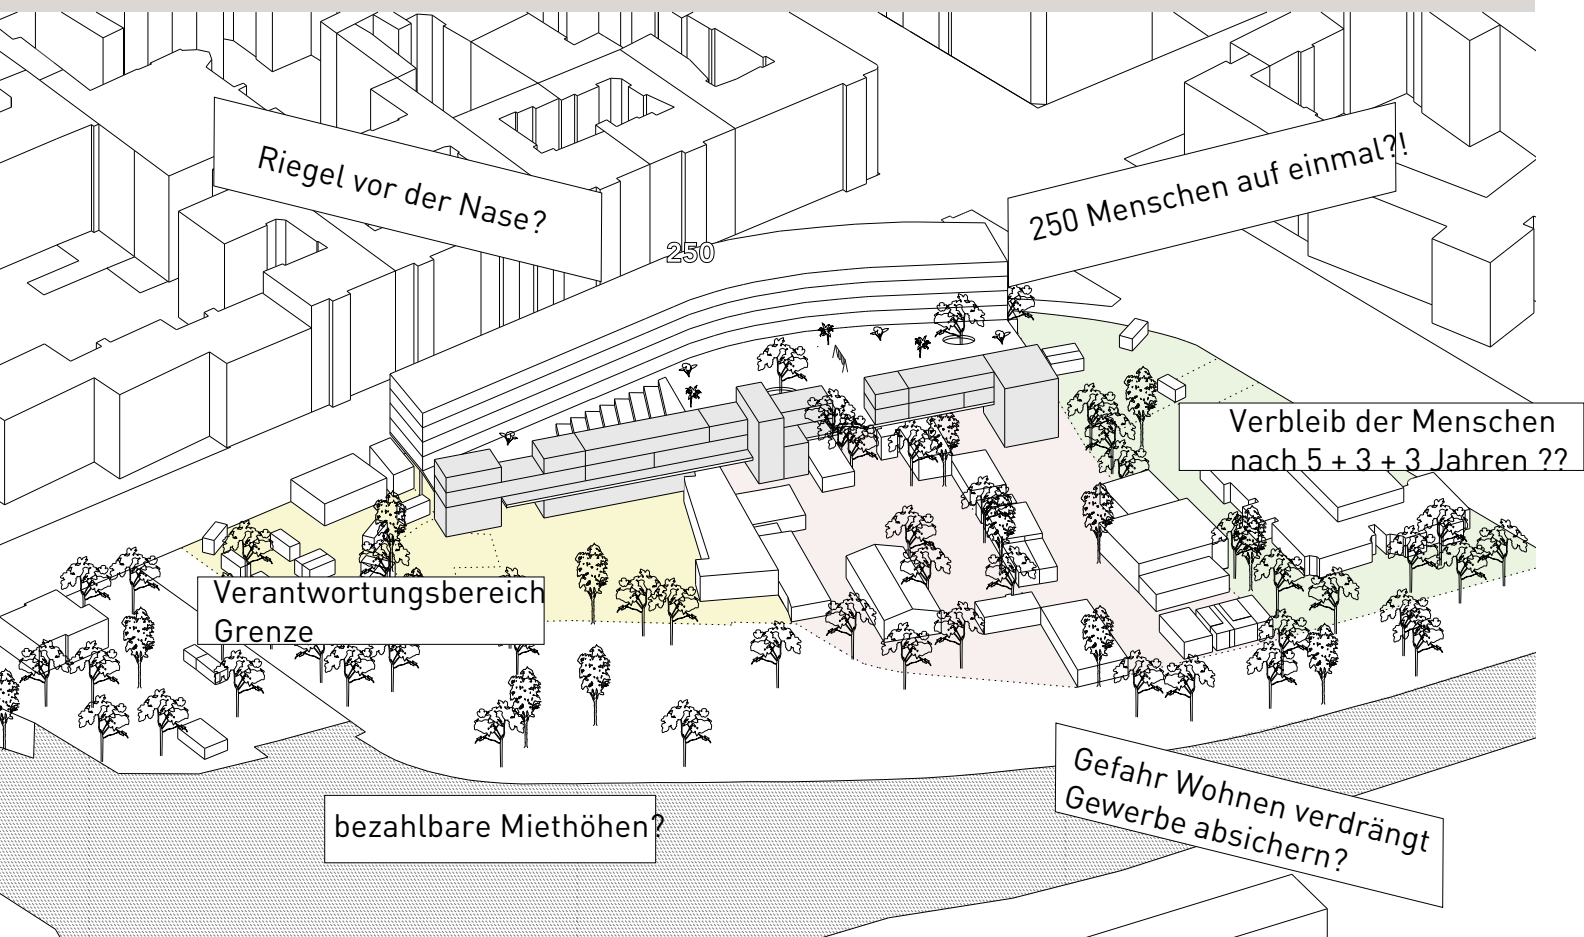 Riegel vor der Nase?
250 Menschen auf einmal?!
250
Verbleib der Menschen
nach 5 + 3 + 3 Jahren ??
Verantwortungsbereich
Grenze
Gefahr Wohnen verdrängt
Gewerbe absichern?
bezahlbare Miethöhen?